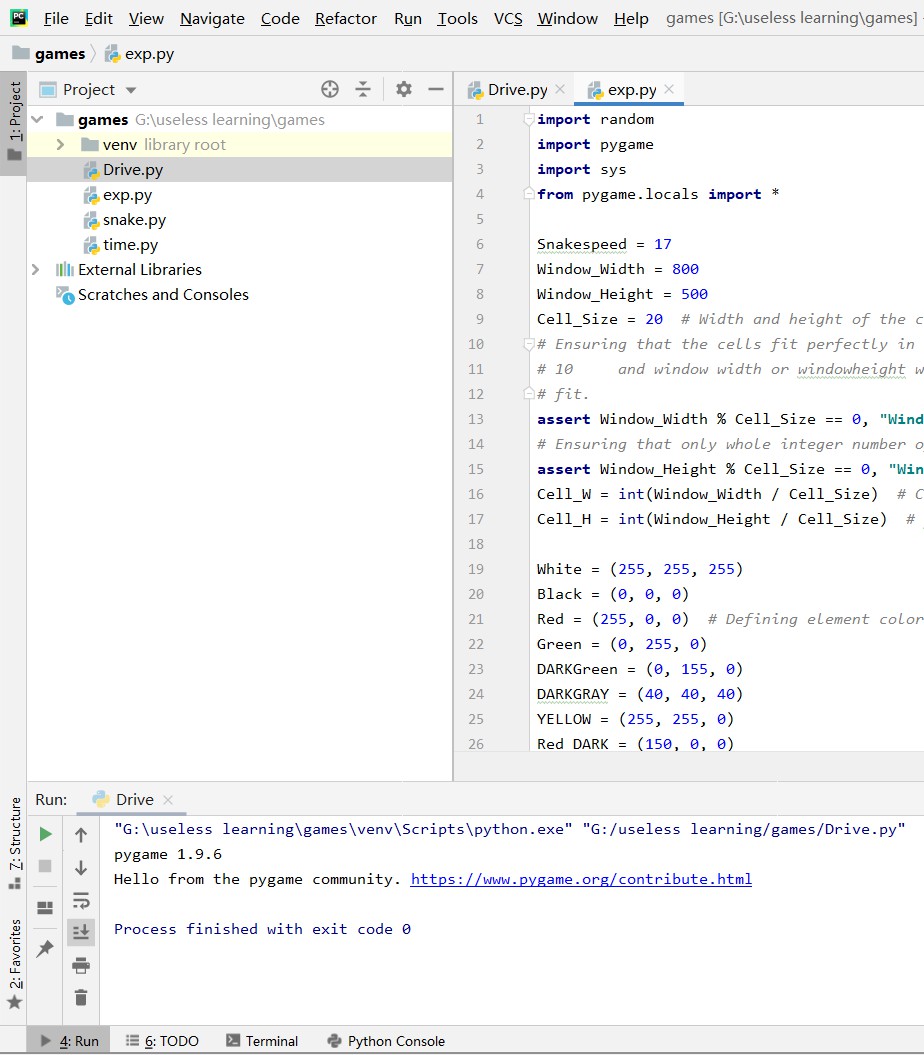 PC File Edit View Navigate Code Refactor Run Tools VCS Window Help games [G:\useless learning\games]
games exp.py
1: Project
Project
games G:\useless learning\games
venv library root
Drive.py
exp.py
snake.py
time.py
External Libraries
Scratches and Consoles
Drive.py exp.py
1 import random
2 import pygame
3 import sys
4 from pygame.locals import *
5
6 Snakespeed = 17
7 Window_Width = 800
8 Window_Height = 500
9 Cell_Size = 20  # Width and height of the c
10 # Ensuring that the cells fit perfectly in
11 # 10     and window width or windowheight w
12 # fit.
13 assert Window_Width % Cell_Size == 0, "Wind
14 # Ensuring that only whole integer number o
15 assert Window_Height % Cell_Size == 0, "Win
16 Cell_W = int(Window_Width / Cell_Size)  # C
17 Cell_H = int(Window_Height / Cell_Size)  #
18
19 White = (255, 255, 255)
20 Black = (0, 0, 0)
21 Red = (255, 0, 0)  # Defining element color
22 Green = (0, 255, 0)
23 DARKGreen = (0, 155, 0)
24 DARKGRAY = (40, 40, 40)
25 YELLOW = (255, 255, 0)
26 Red_DARK = (150, 0, 0)
7: Structure
2: Favorites
Run: Drive
"G:\useless learning\games\venv\Scripts\python.exe" "G:/useless learning/games/Drive.py"
pygame 1.9.6
Hello from the pygame community. https://www.pygame.org/contribute.html
Process finished with exit code 0
4: Run 6: TODO Terminal Python Console